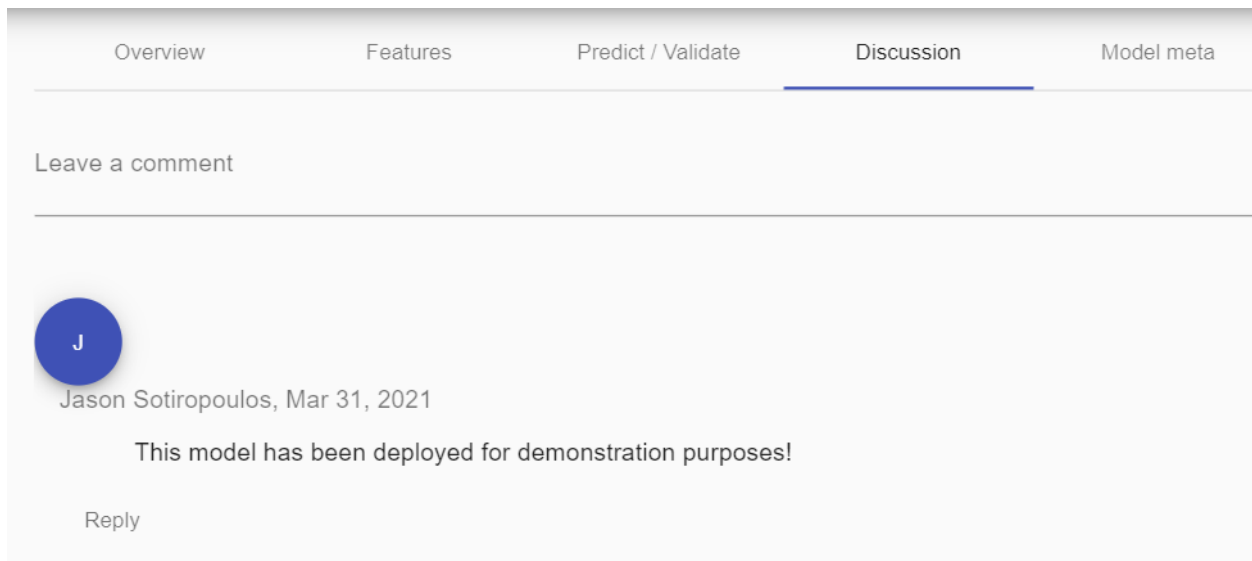 Overview Features Predict / Validate Discussion Model meta
Leave a comment
J
Jason Sotiropoulos, Mar 31, 2021
This model has been deployed for demonstration purposes!
Reply